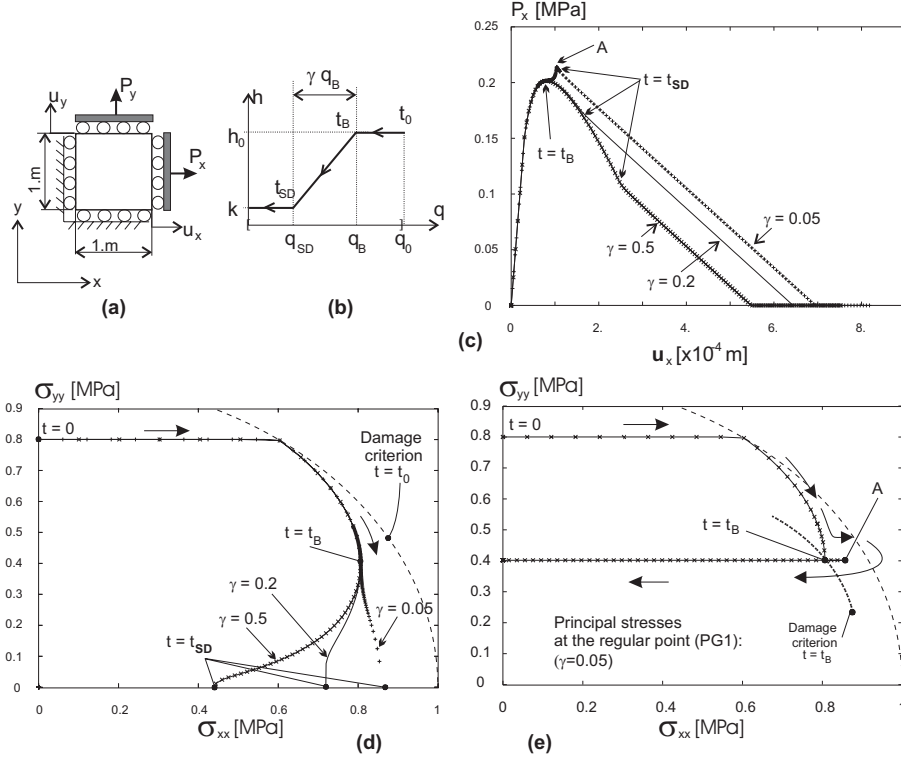 (a)
u_y
P_y
1.m
P_x
1.m
u_x
y
x
(b)
γ q_B
h
h_0
t_B
t_0
t_SD
k
q
q_SD
q_B
q_0
(c)
P_x [MPa]
A
0.2
t = t_SD
0.15
t = t_B
0.1
γ = 0.05
γ = 0.5
0.05
γ = 0.2
0
0 2. 4. 6. 8.
u_x [x10^-4 m]
σ_yy [MPa]
0.9
t = 0
0.8
Damage
criterion
t = t_0
0.7
0.6
0.5
t = t_B
0.4
γ = 0.2
0.3
γ = 0.5
γ = 0.05
0.2
t = t_SD
0.1
0
0 0.2 0.4 0.6 0.8 1
σ_xx [MPa]
(d)
σ_yy [MPa]
0.9
t = 0
0.8
0.7
A
0.6
t = t_B
0.5
0.4
0.3
Principal stresses
at the regular point (PG1):
(γ=0.05)
0.2
Damage
criterion
t = t_B
0.1
0
0 0.2 0.4 0.6 0.8 1
σ_xx [MPa]
(e)